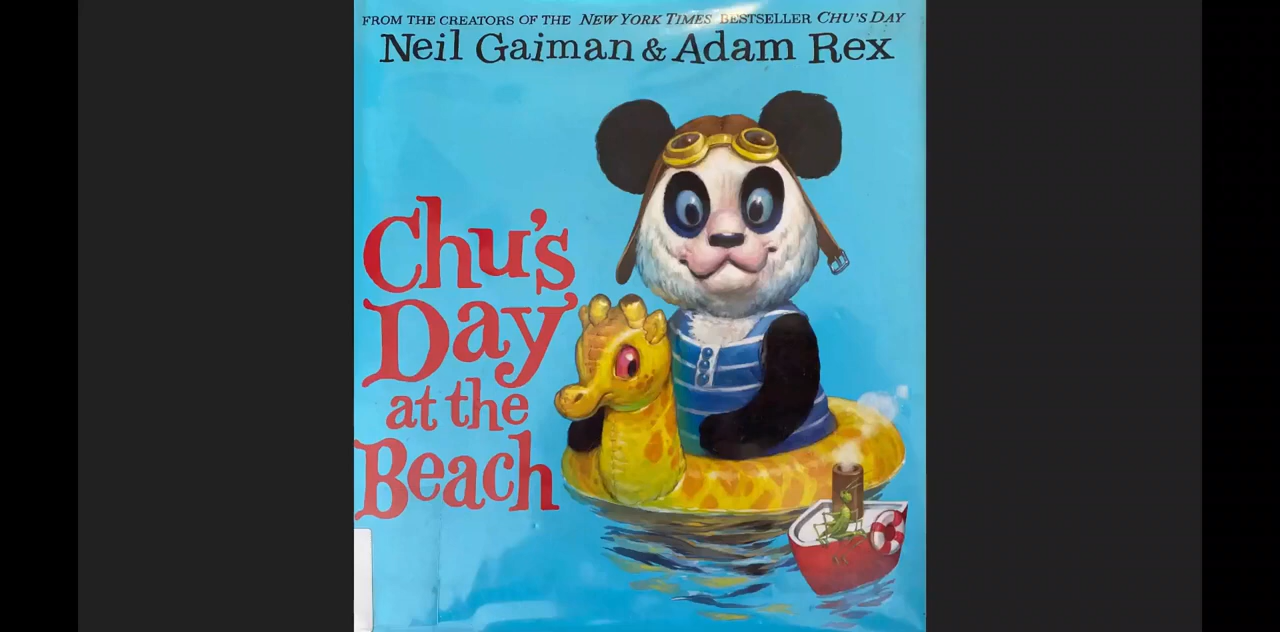 FROM THE CREATORS OF THE NEW YORK TIMES BESTSELLER CHU'S DAY
Neil Gaiman & Adam Rex
Chu's
Day
at the
Beach